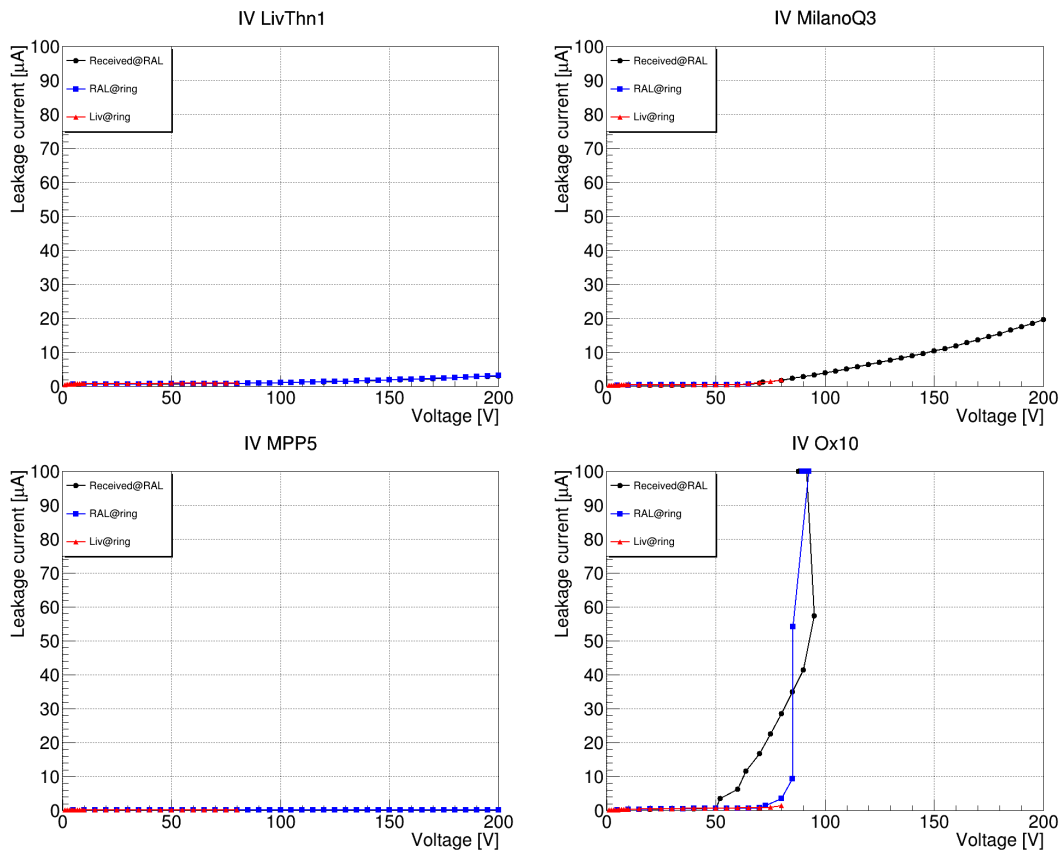 IV LivThn1
Leakage current [μA]
100
90
80
70
60
50
40
30
20
10
0
Received@RAL
RAL@ring
Liv@ring
0 50 100 150 200
Voltage [V]
IV MilanoQ3
Leakage current [μA]
100
90
80
70
60
50
40
30
20
10
0
Received@RAL
RAL@ring
Liv@ring
0 50 100 150 200
Voltage [V]
IV MPP5
Leakage current [μA]
100
90
80
70
60
50
40
30
20
10
0
Received@RAL
RAL@ring
Liv@ring
0 50 100 150 200
Voltage [V]
IV Ox10
Leakage current [μA]
100
90
80
70
60
50
40
30
20
10
0
Received@RAL
RAL@ring
Liv@ring
0 50 100 150 200
Voltage [V]